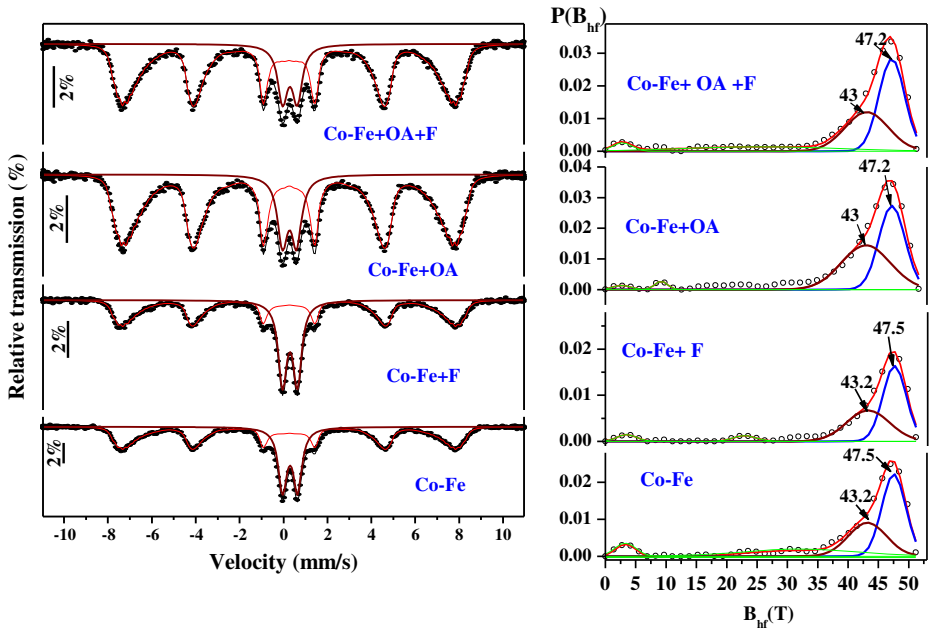 Relative transmission (%)
2%
Co-Fe+OA+F
2%
Co-Fe+OA
2%
Co-Fe+F
2%
Co-Fe
-10 -8 -6 -4 -2 0 2 4 6 8 10
Velocity (mm/s)
P(B_hf)
0.03
0.02
0.01
0.00
Co-Fe+ OA +F
47.2
43
0.04
0.03
0.02
0.01
0.00
Co-Fe+OA
47.2
43
0.02
0.01
0.00
Co-Fe+ F
47.5
43.2
0.02
0.01
0.00
Co-Fe
47.5
43.2
0 5 10 15 20 25 30 35 40 45 50
B_hf(T)